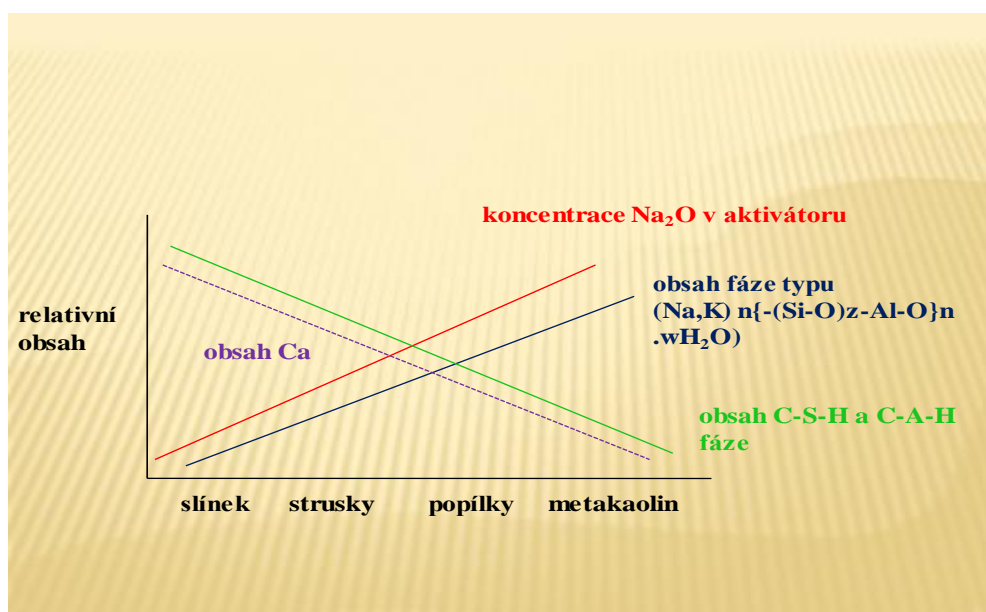 koncentrace Na₂O v aktivátoru
obsah fáze typu
(Na,K) n{-(Si-O)z-Al-O}n
.wH₂O)
relativní
obsah
obsah Ca
obsah C-S-H a C-A-H
fáze
slínek strusky popílky metakaolin